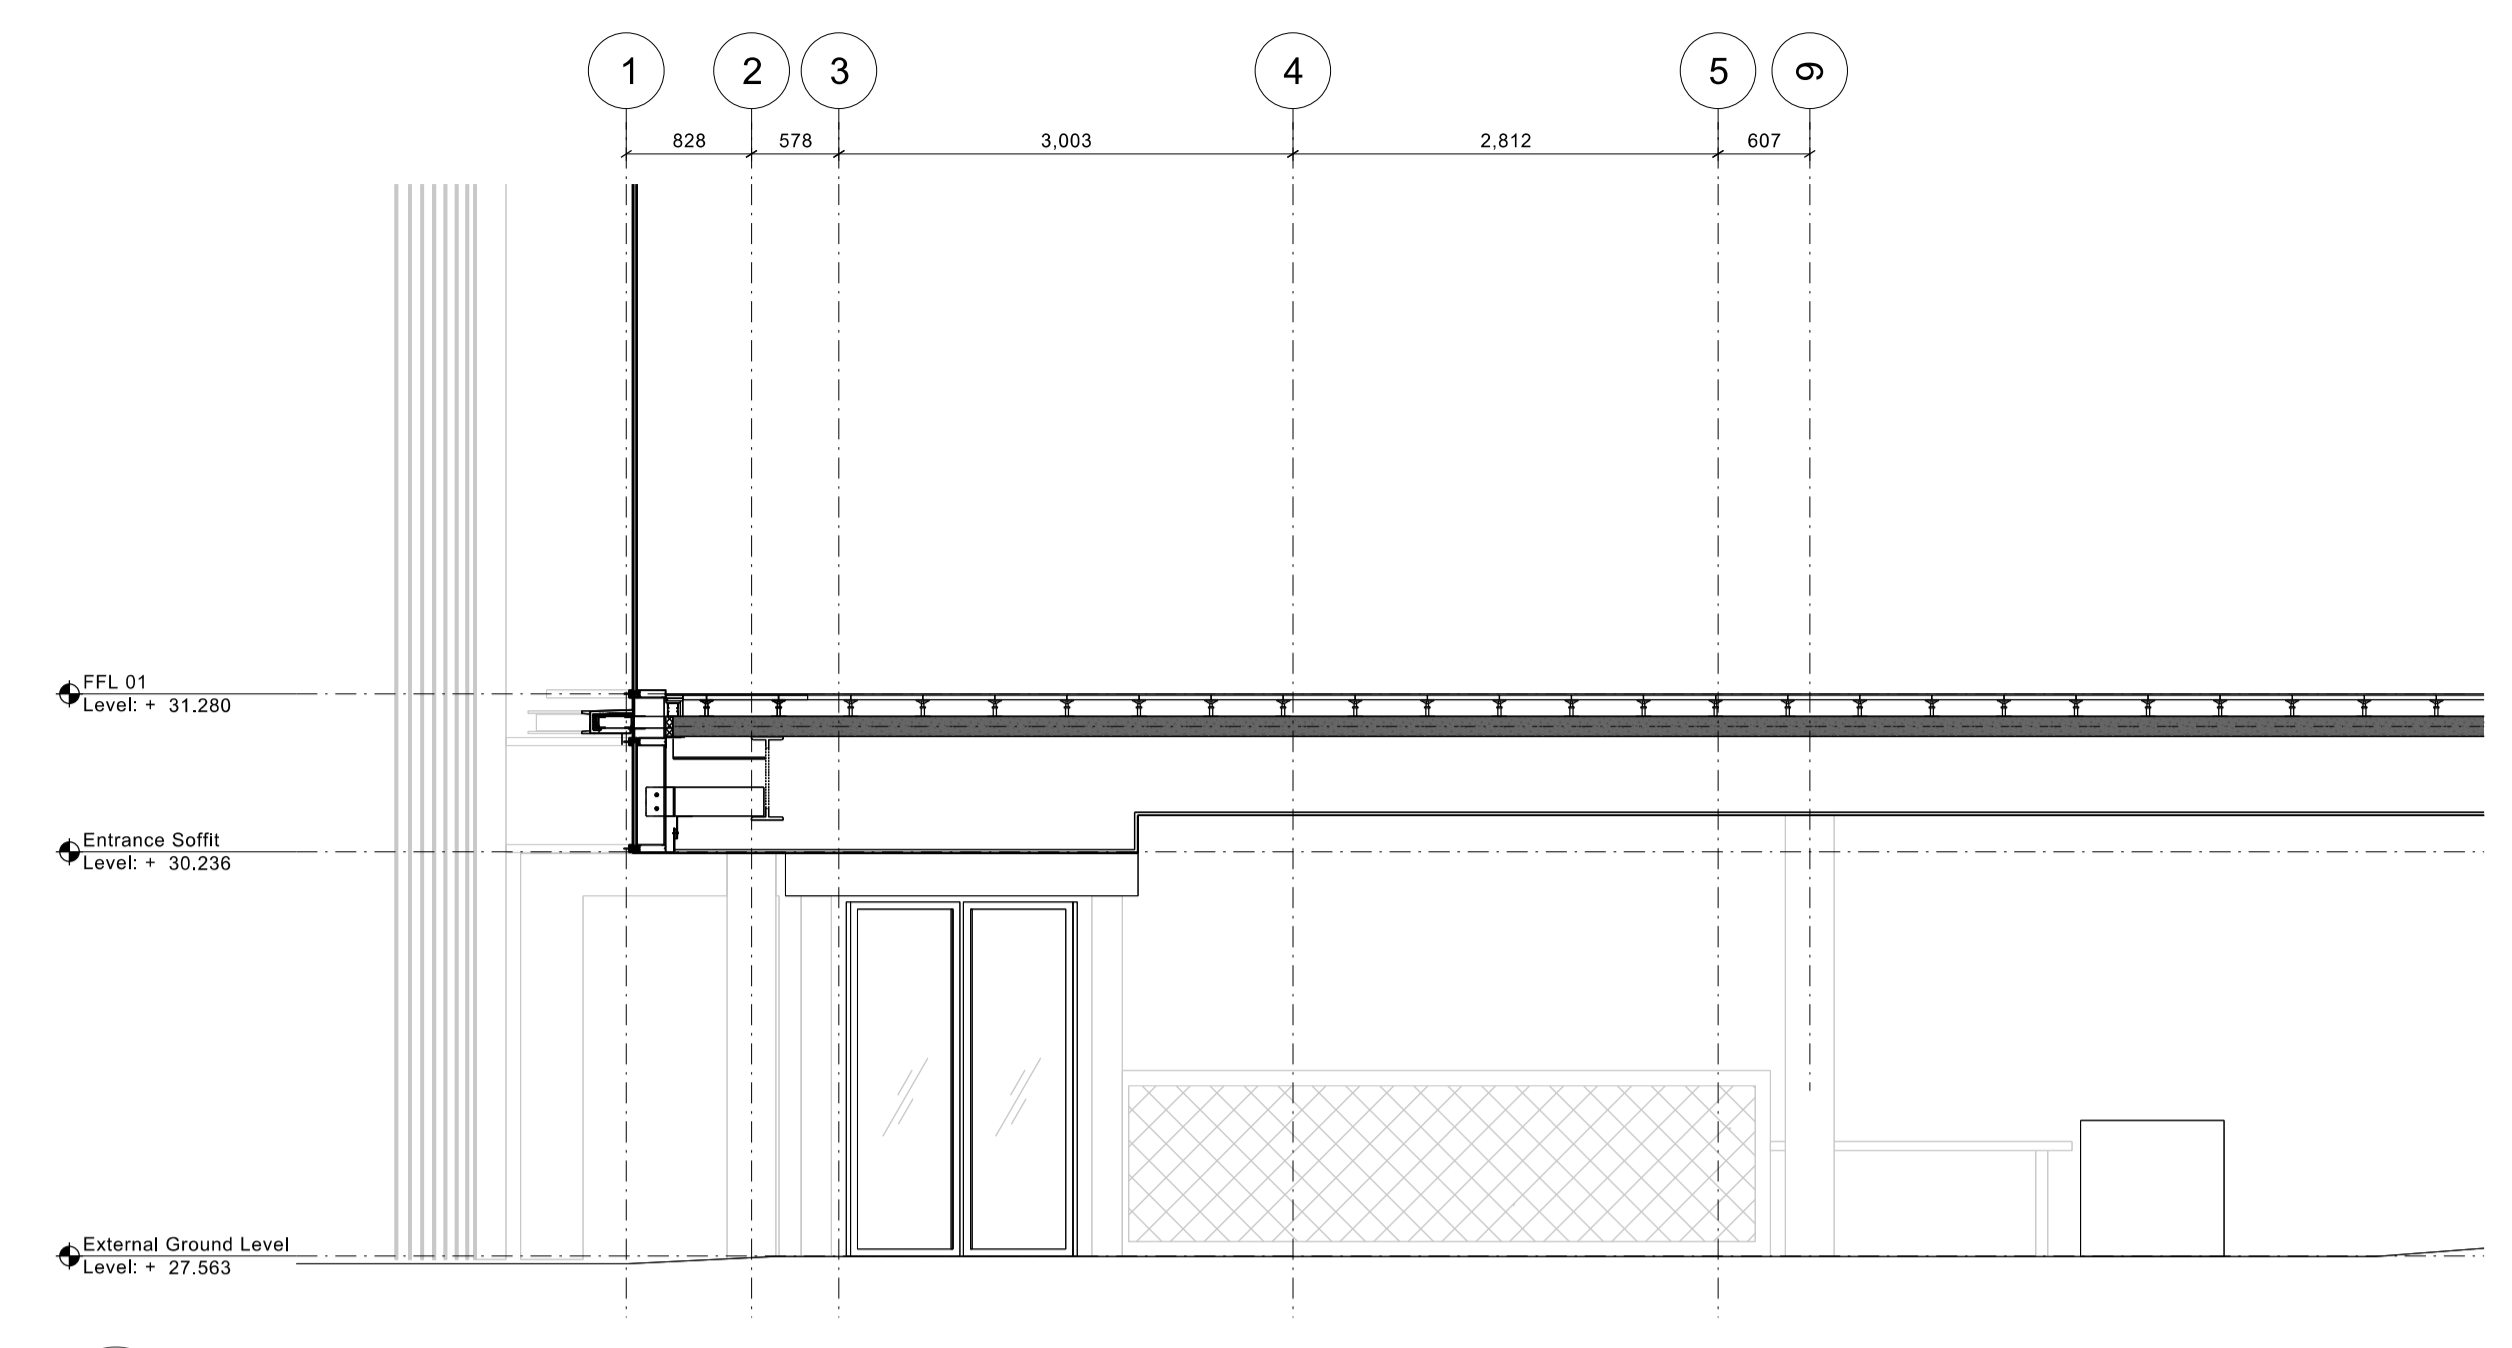 1 2 3 4 5 6
828 578 3,003 2,812 607
FFL 01
Level: + 31.280
Entrance Soffit
Level: + 30.236
External Ground Level
Level: + 27.563